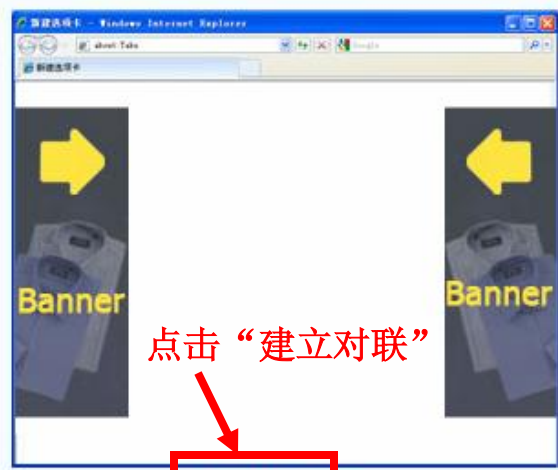 新建选项卡 - Windows Internet Explorer
about:Tabs
Google
新建选项卡
Banner
Banner
点击“建立对联”